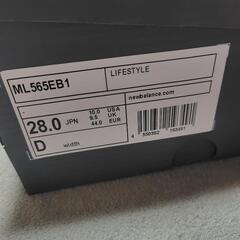 ML565EB1
LIFESTYLE
28.0 JPN
10.0 USA
9.5 UK
44.0 EUR
D width
newbalance.com